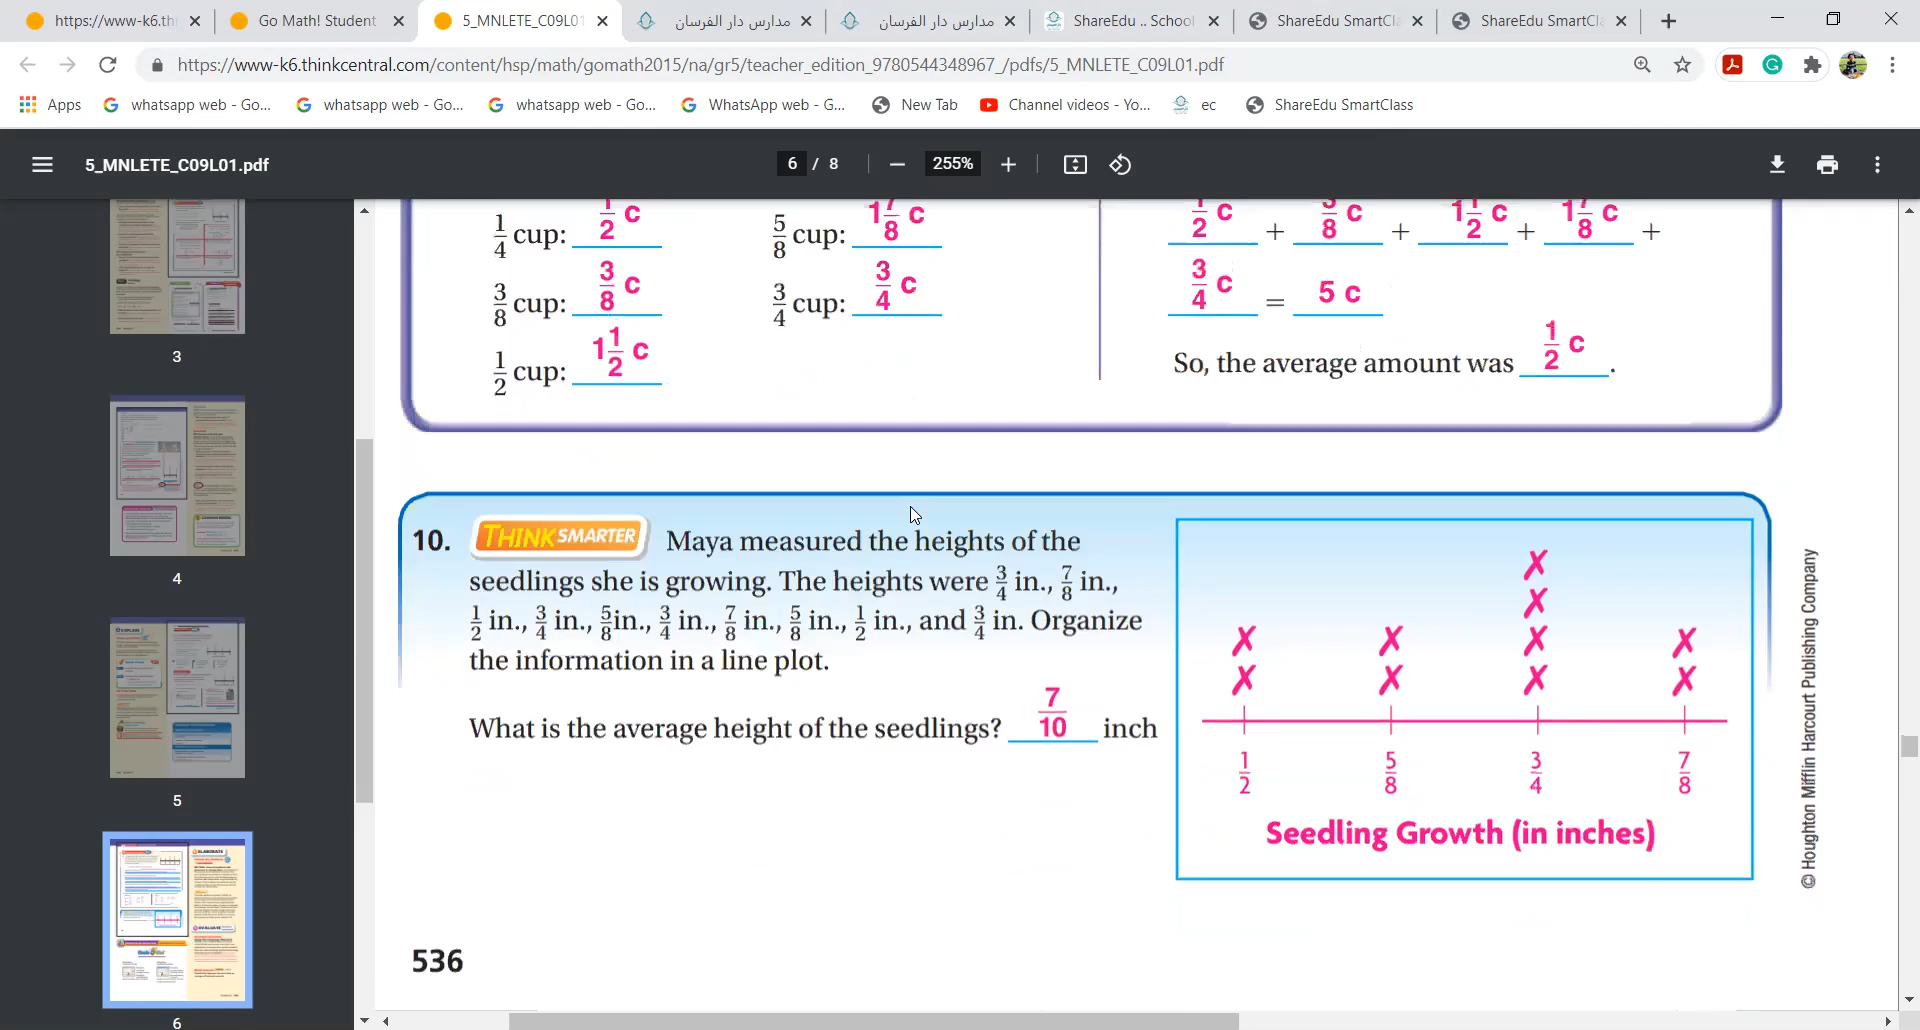 https://www-k6.thi
Go Math! Student
5_MNLETE_C09L01
مدارس دار الفرسان
مدارس دار الفرسان
ShareEdu .. School
ShareEdu SmartCla
ShareEdu SmartCla
https://www-k6.thinkcentral.com/content/hsp/math/gomath2015/na/gr5/teacher_edition_9780544348967_/pdfs/5_MNLETE_C09L01.pdf
Apps
whatsapp web - Go...
whatsapp web - Go...
whatsapp web - Go...
WhatsApp web - G...
New Tab
Channel videos - Yo...
ec
ShareEdu SmartClass
5_MNLETE_C09L01.pdf
6 / 8
255%
3
4
5
6
1/4 cup: 1/2 c
5/8 cup: 1 7/8 c
1/2 c + 3/8 c + 1 1/2 c + 1 7/8 c +
3/8 cup: 3/8 c
3/4 cup: 3/4 c
3/4 c = 5 c
1/2 cup: 1 1/2 c
So, the average amount was 1/2 c.
10. THINK SMARTER Maya measured the heights of the
seedlings she is growing. The heights were 3/4 in., 7/8 in.,
1/2 in., 3/4 in., 5/8in., 3/4 in., 7/8 in., 5/8 in., 1/2 in., and 3/4 in. Organize
the information in a line plot.
What is the average height of the seedlings? 7/10 inch
X
X
X X X X
X X X X
1/2 5/8 3/4 7/8
Seedling Growth (in inches)
© Houghton Mifflin Harcourt Publishing Company
536